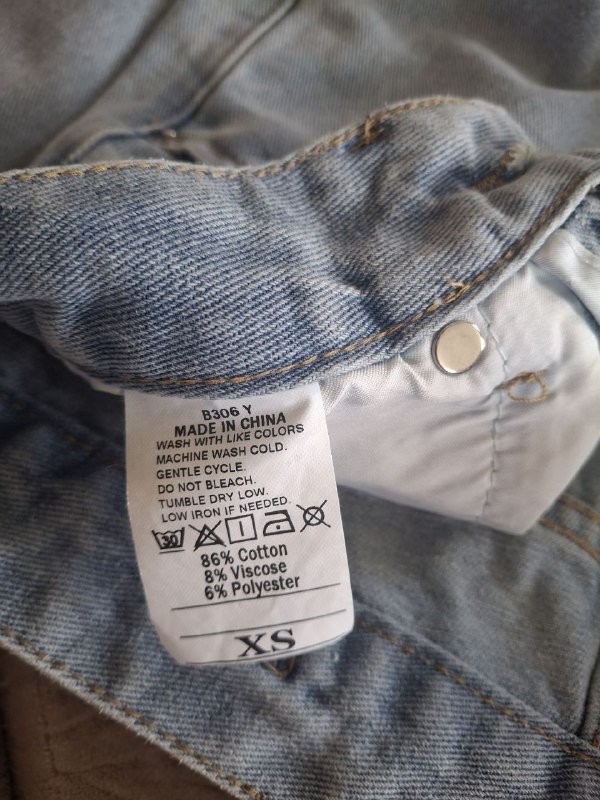 B306 Y
MADE IN CHINA
WASH WITH LIKE COLORS
MACHINE WASH COLD.
GENTLE CYCLE.
DO NOT BLEACH.
TUMBLE DRY LOW.
LOW IRON IF NEEDED.
30
86% Cotton
8% Viscose
6% Polyester
XS